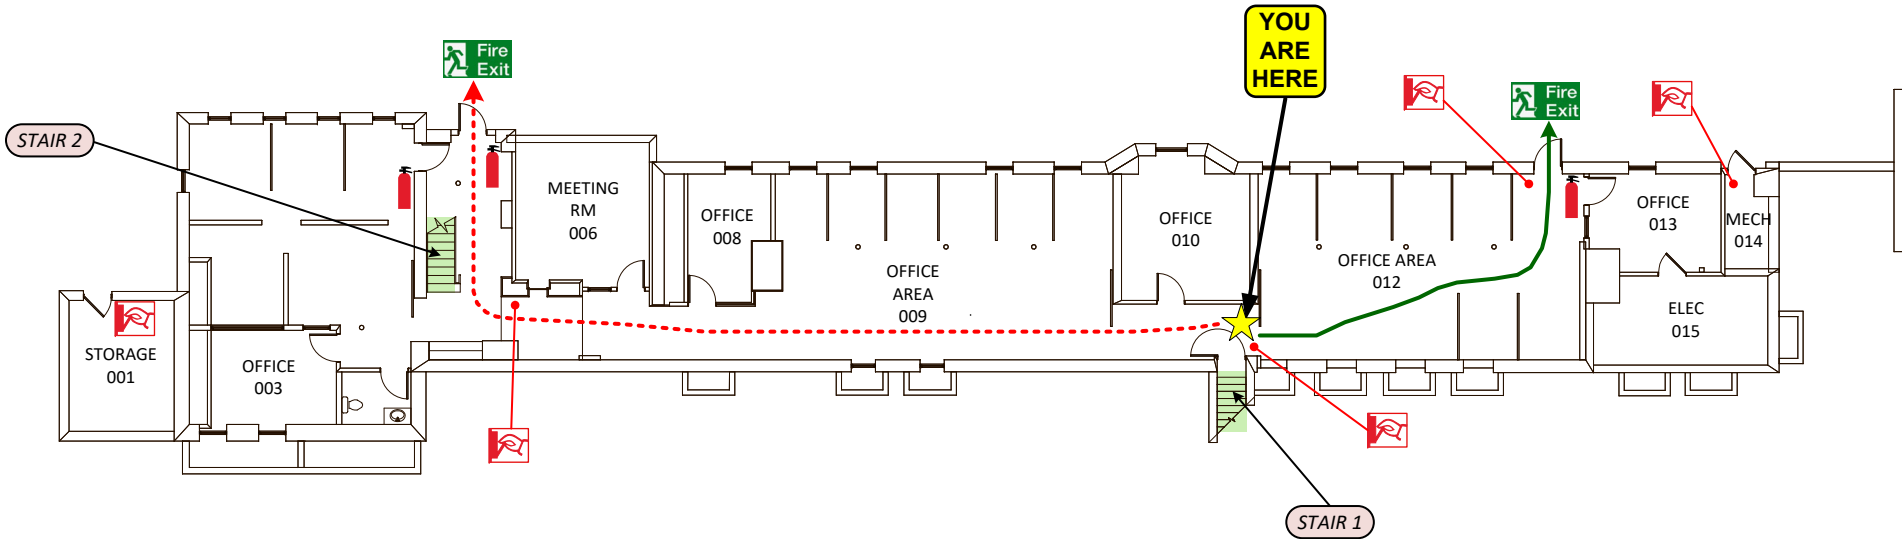 YOU
ARE
HERE
Fire
Exit
Fire
Exit
STAIR 2
MEETING
RM
006
OFFICE
008
OFFICE
010
OFFICE
013
MECH
014
OFFICE AREA
012
OFFICE
AREA
009
ELEC
015
STORAGE
001
OFFICE
003
STAIR 1